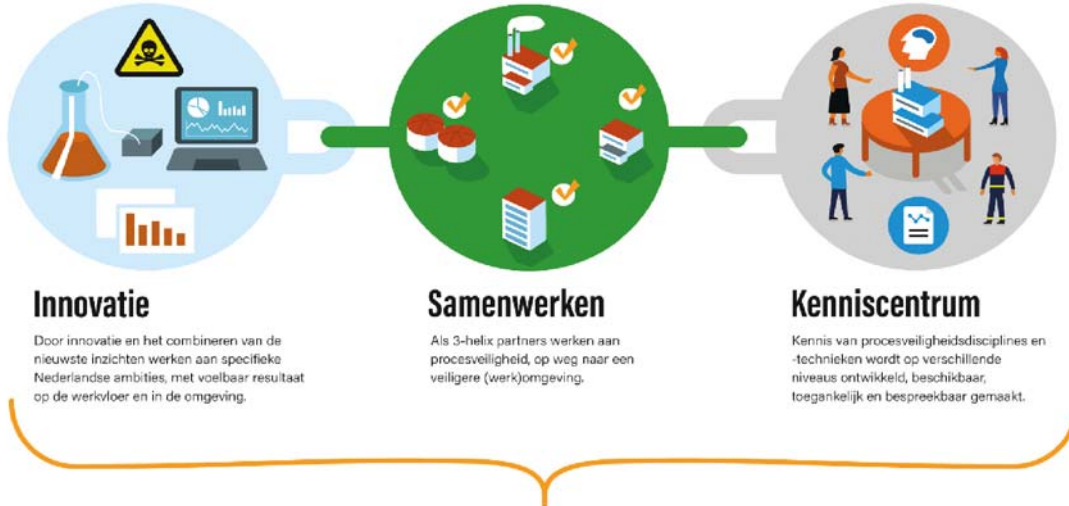 Innovatie
Door innovatie en het combineren van de
nieuwste inzichten werken aan specifieke
Nederlandse ambities, met voelbaar resultaat
op de werkvloer en in de omgeving.
Samenwerken
Als 3-helix partners werken aan
procesveiligheid, op weg naar een
veiligere (werk)omgeving.
Kenniscentrum
Kennis van procesveiligheidsdisciplines en
-technieken wordt op verschillende
niveaus ontwikkeld, beschikbaar,
toegankelijk en bespreekbaar gemaakt.